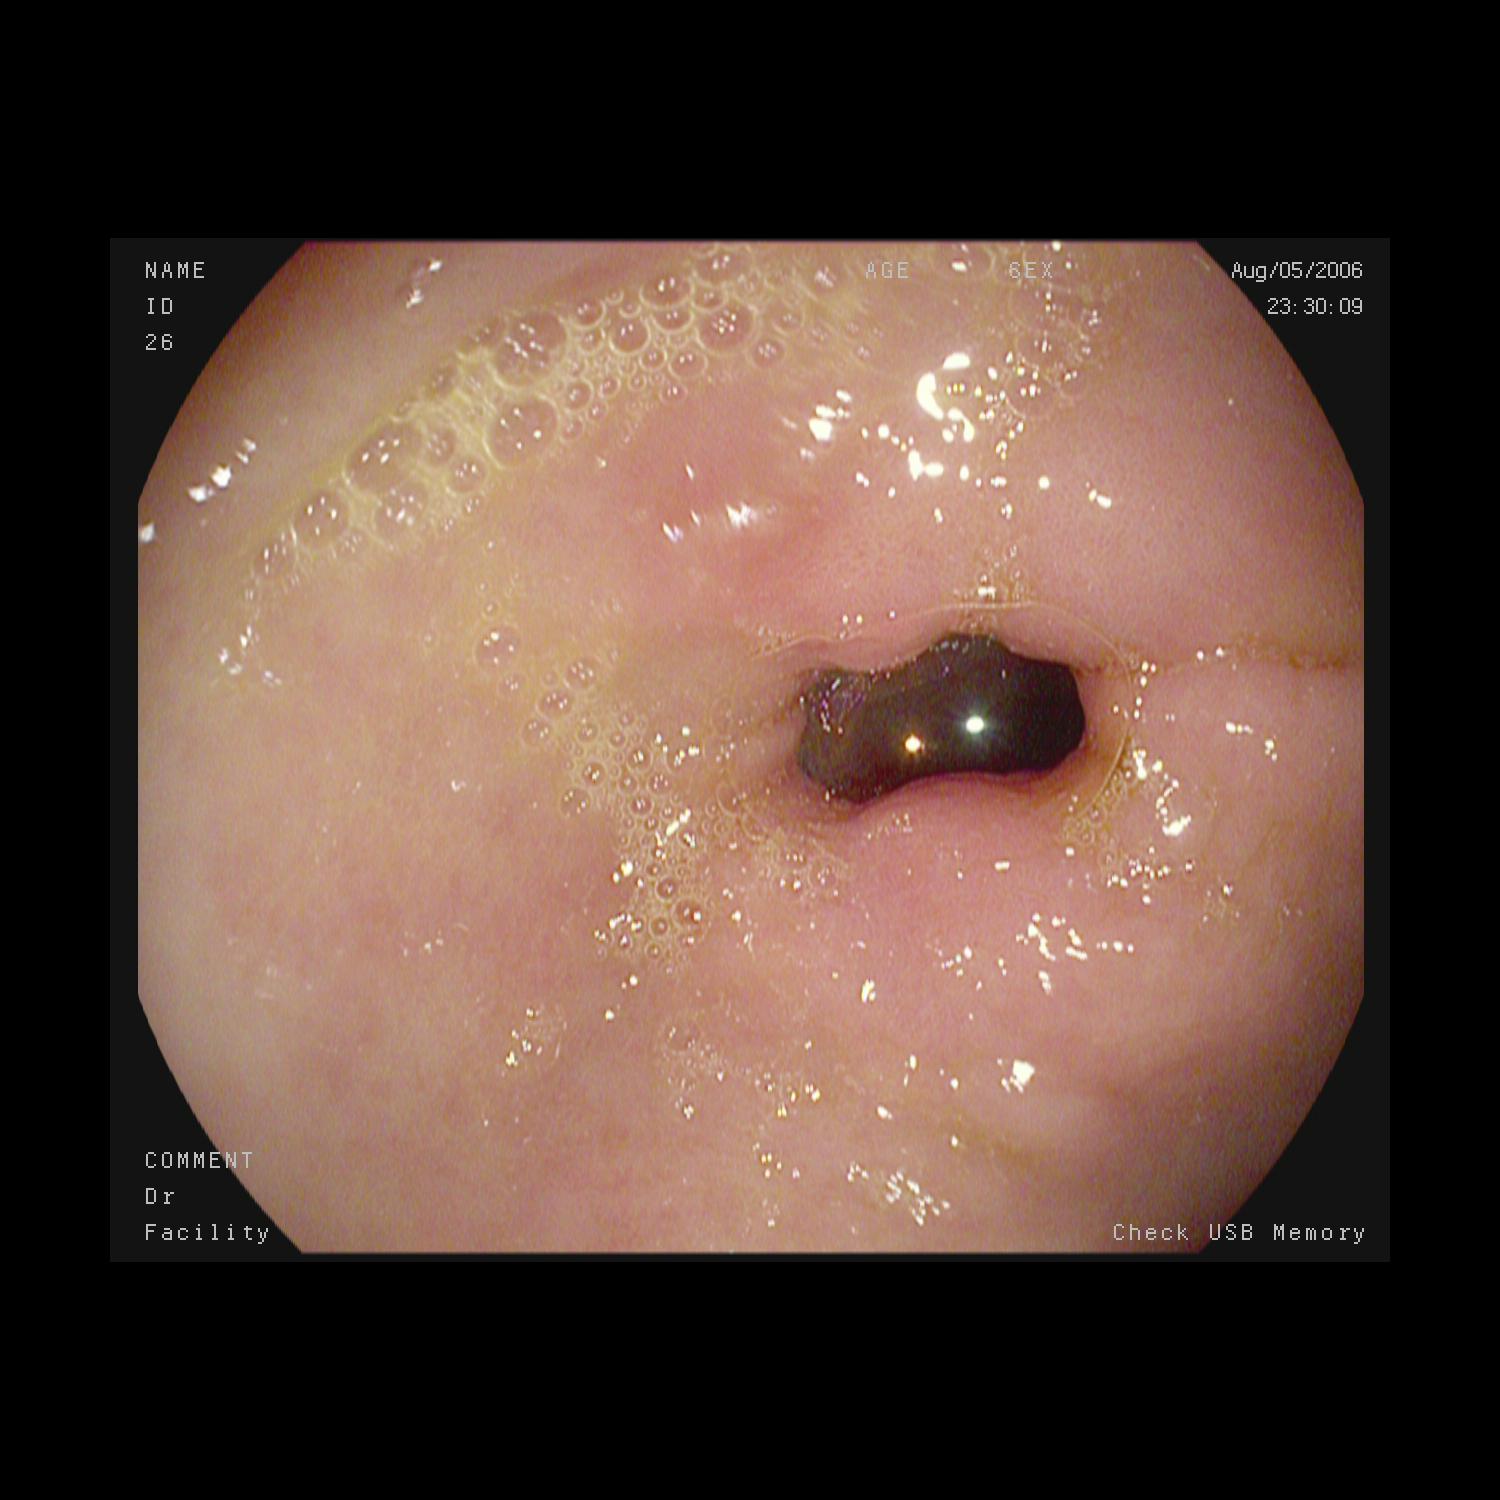 NAME
ID
26
AGE SEX
Aug/05/2006
23:30:09
COMMENT
Dr
Facility
Check USB Memory